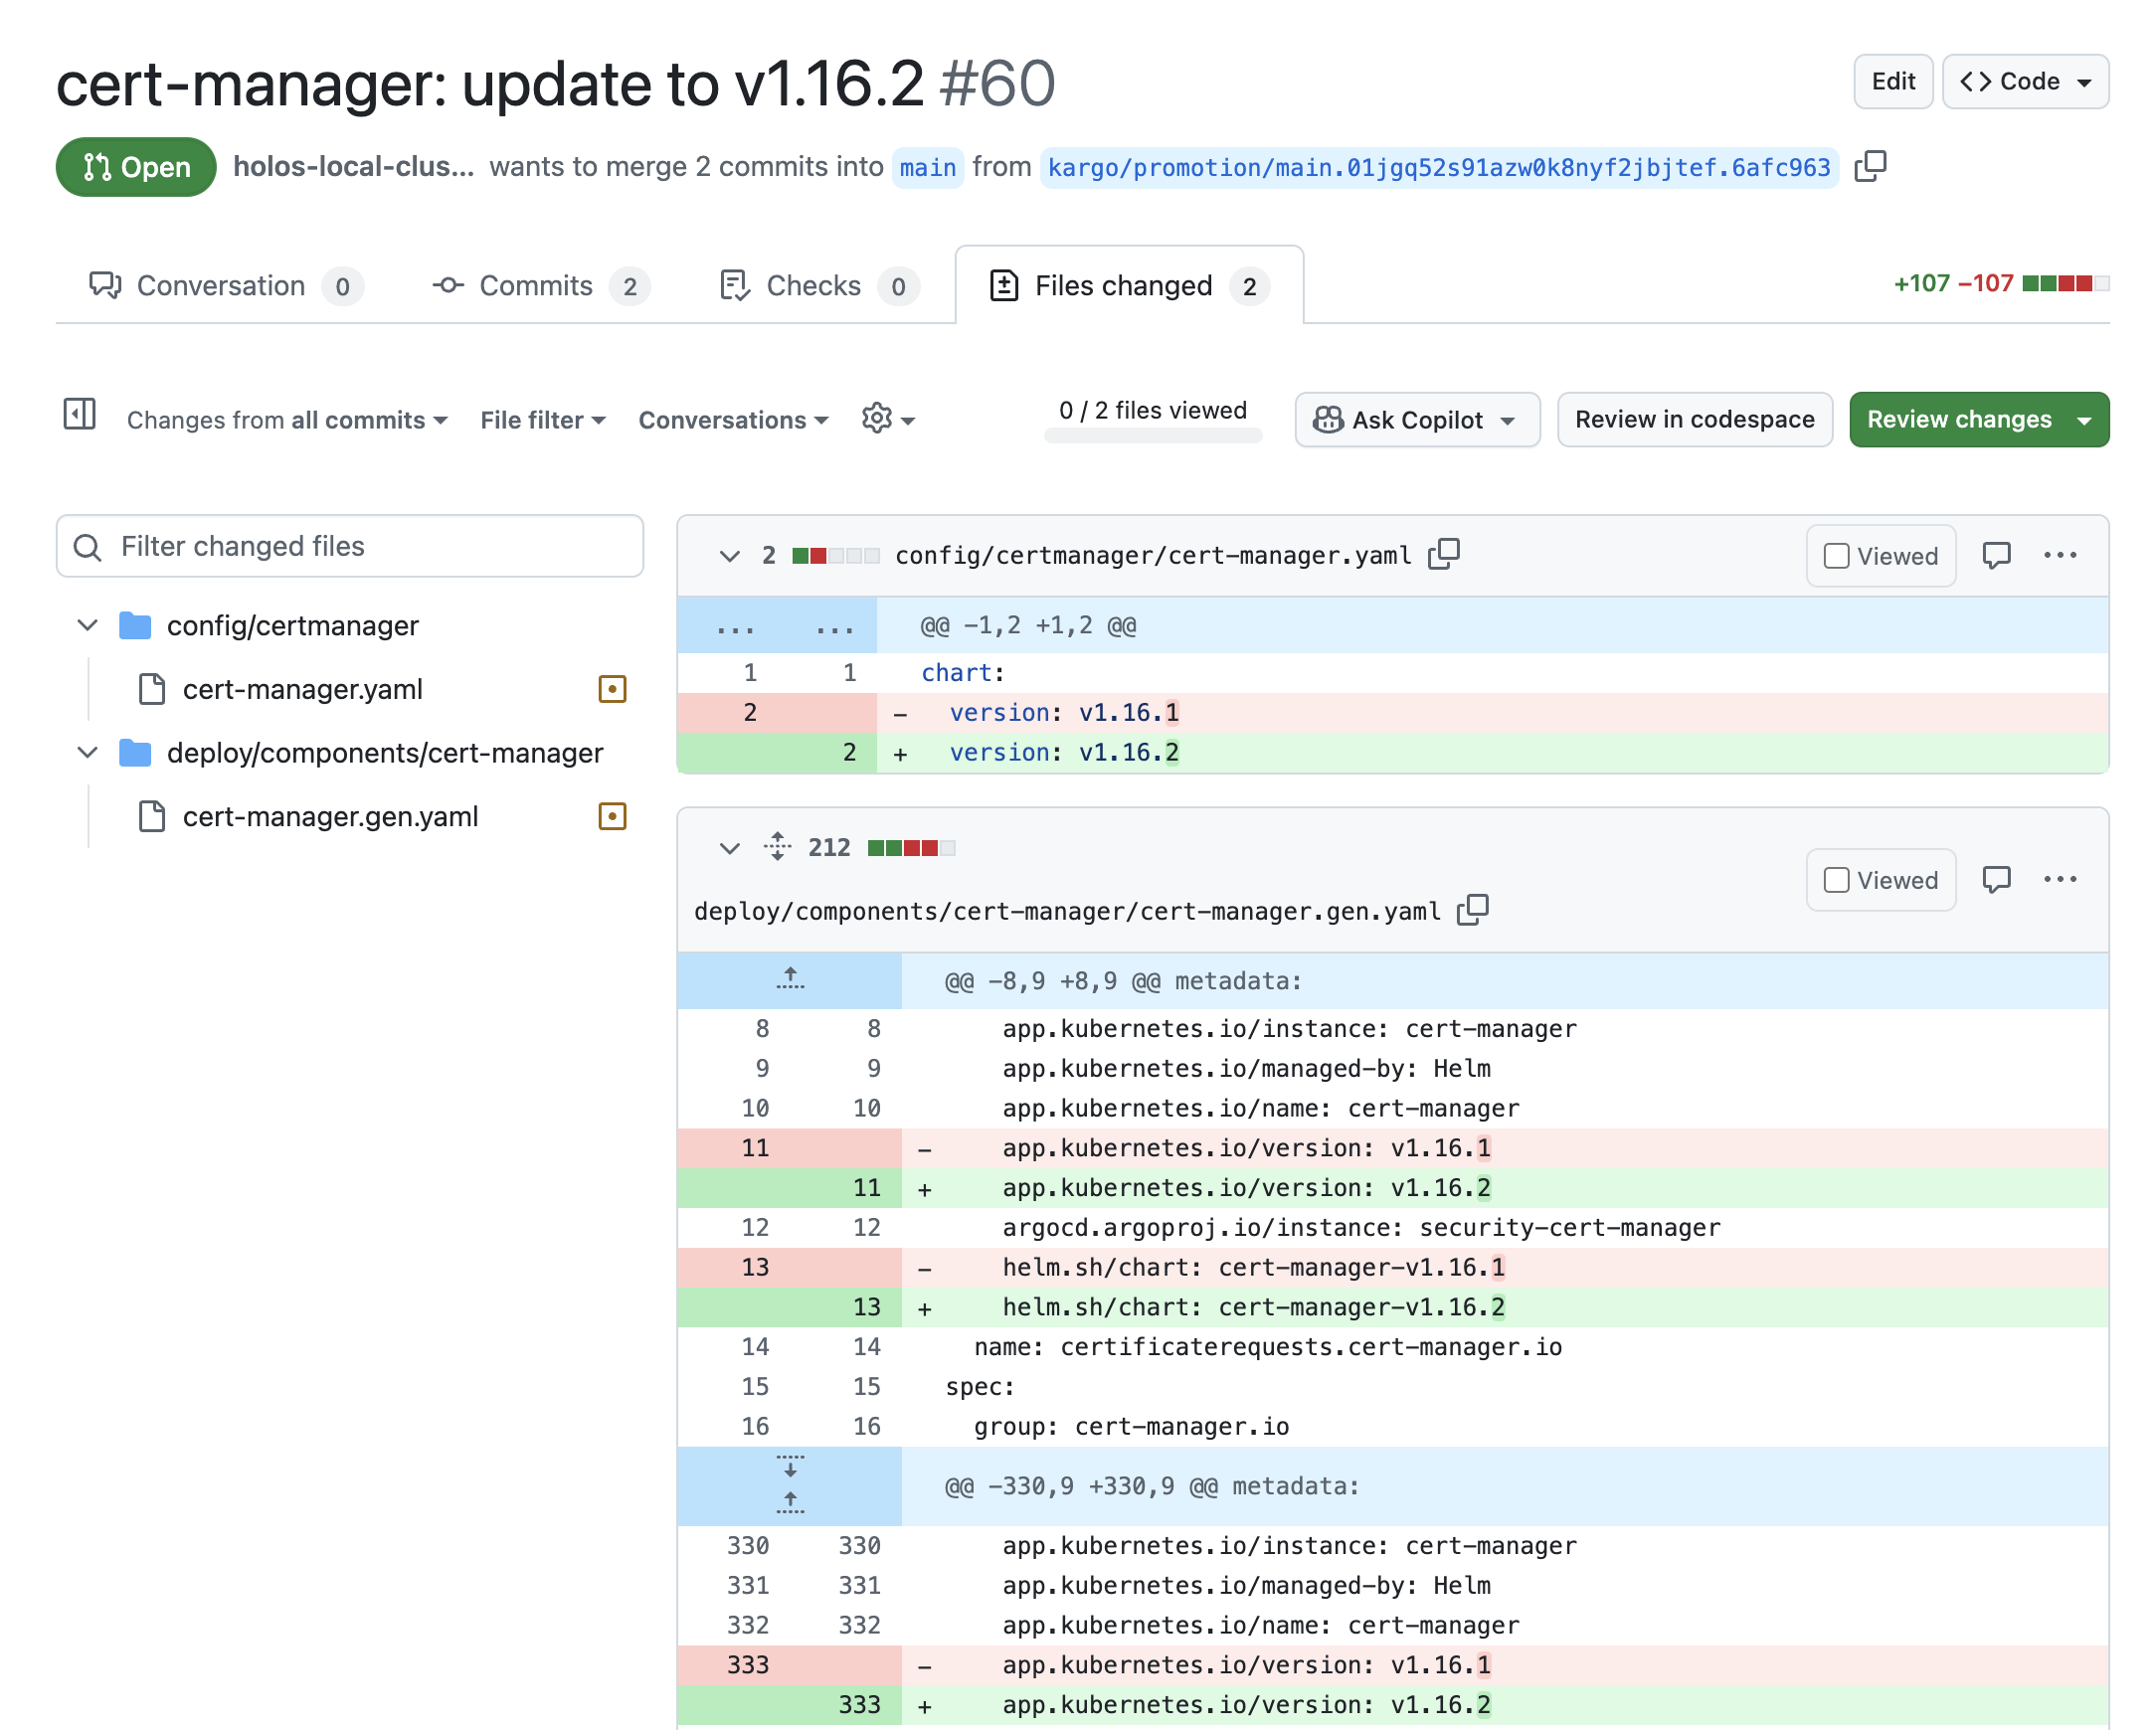 cert-manager: update to v1.16.2 #60
Edit
<> Code
Open holos-local-clus... wants to merge 2 commits into main from kargo/promotion/main.01jgq52s91azw0k8nyf2jbjtef.6afc963
Conversation 0 Commits 2 Checks 0 Files changed 2 +107 −107
Changes from all commits File filter Conversations 0 / 2 files viewed Ask Copilot Review in codespace Review changes
Filter changed files
config/certmanager
cert-manager.yaml
deploy/components/cert-manager
cert-manager.gen.yaml
2 config/certmanager/cert-manager.yaml Viewed ...
... ... @@ -1,2 +1,2 @@
1 1 chart:
2 - version: v1.16.1
2 + version: v1.16.2
212 Viewed ...
deploy/components/cert-manager/cert-manager.gen.yaml
@@ -8,9 +8,9 @@ metadata:
8 8 app.kubernetes.io/instance: cert-manager
9 9 app.kubernetes.io/managed-by: Helm
10 10 app.kubernetes.io/name: cert-manager
11 - app.kubernetes.io/version: v1.16.1
11 + app.kubernetes.io/version: v1.16.2
12 12 argocd.argoproj.io/instance: security-cert-manager
13 - helm.sh/chart: cert-manager-v1.16.1
13 + helm.sh/chart: cert-manager-v1.16.2
14 14 name: certificaterequests.cert-manager.io
15 15 spec:
16 16 group: cert-manager.io
@@ -330,9 +330,9 @@ metadata:
330 330 app.kubernetes.io/instance: cert-manager
331 331 app.kubernetes.io/managed-by: Helm
332 332 app.kubernetes.io/name: cert-manager
333 - app.kubernetes.io/version: v1.16.1
333 + app.kubernetes.io/version: v1.16.2